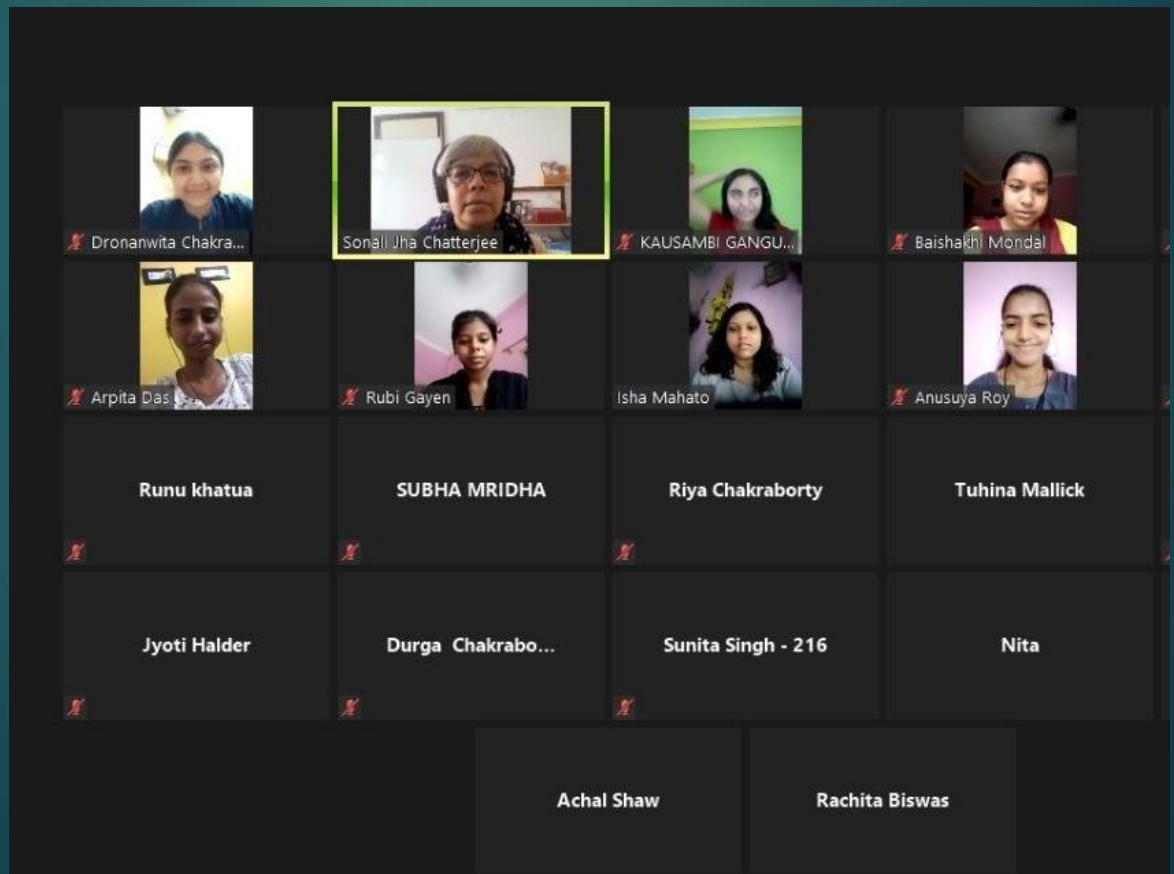 Dronanwita Chakra...
Sonali Jha Chatterjee
KAUSAMBI GANGU...
Baishakhi Mondal
Arpita Das
Rubi Gayen
Isha Mahato
Anusuya Roy
Runu khatua
SUBHA MRIDHA
Riya Chakraborty
Tuhina Mallick
Jyoti Halder
Durga Chakrabo...
Sunita Singh - 216
Nita
Achal Shaw
Rachita Biswas